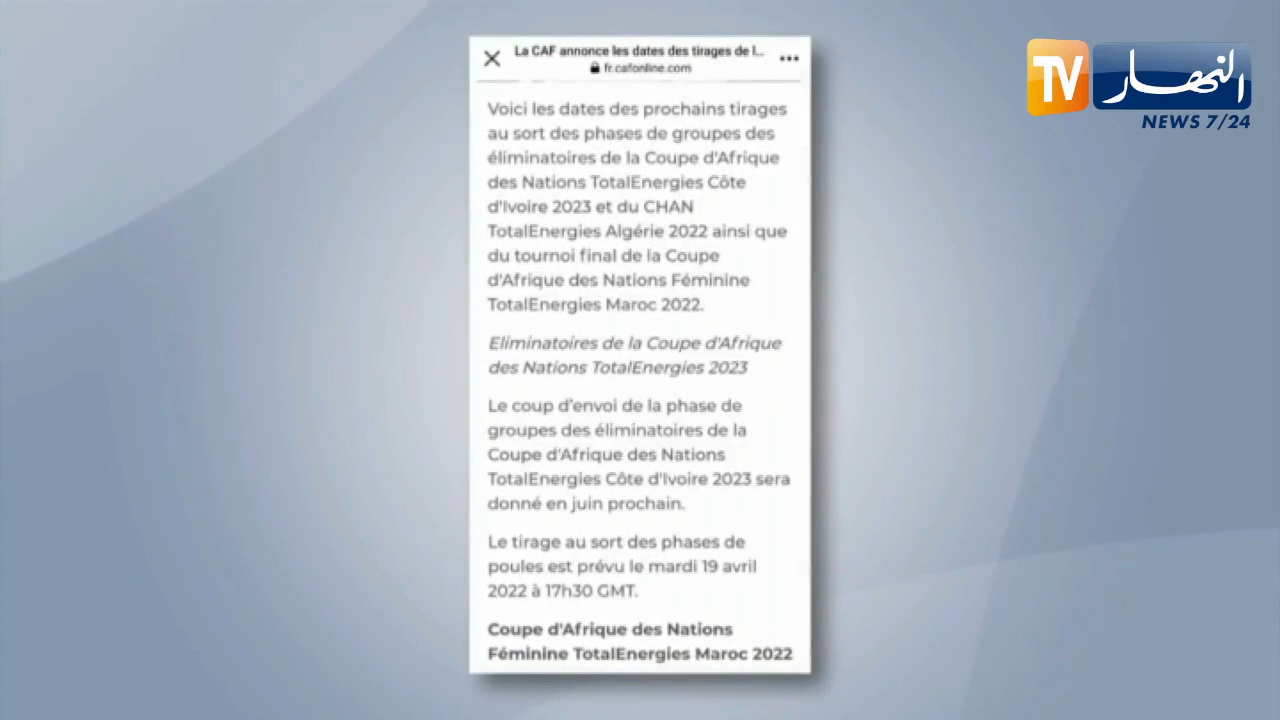 La CAF annonce les dates des tirages de l...
fr.cafonline.com
Voici les dates des prochains tirages
au sort des phases de groupes des
éliminatoires de la Coupe d'Afrique
des Nations TotalEnergies Côte
d'Ivoire 2023 et du CHAN
TotalEnergies Algérie 2022 ainsi que
du tournoi final de la Coupe
d'Afrique des Nations Féminine
TotalEnergies Maroc 2022.
Eliminatoires de la Coupe d'Afrique
des Nations TotalEnergies 2023
Le coup d'envoi de la phase de
groupes des éliminatoires de la
Coupe d'Afrique des Nations
TotalEnergies Côte d'Ivoire 2023 sera
donné en juin prochain.
Le tirage au sort des phases de
poules est prévu le mardi 19 avril
2022 à 17h30 GMT.
Coupe d'Afrique des Nations
Féminine TotalEnergies Maroc 2022
TV النهار
NEWS 7/24